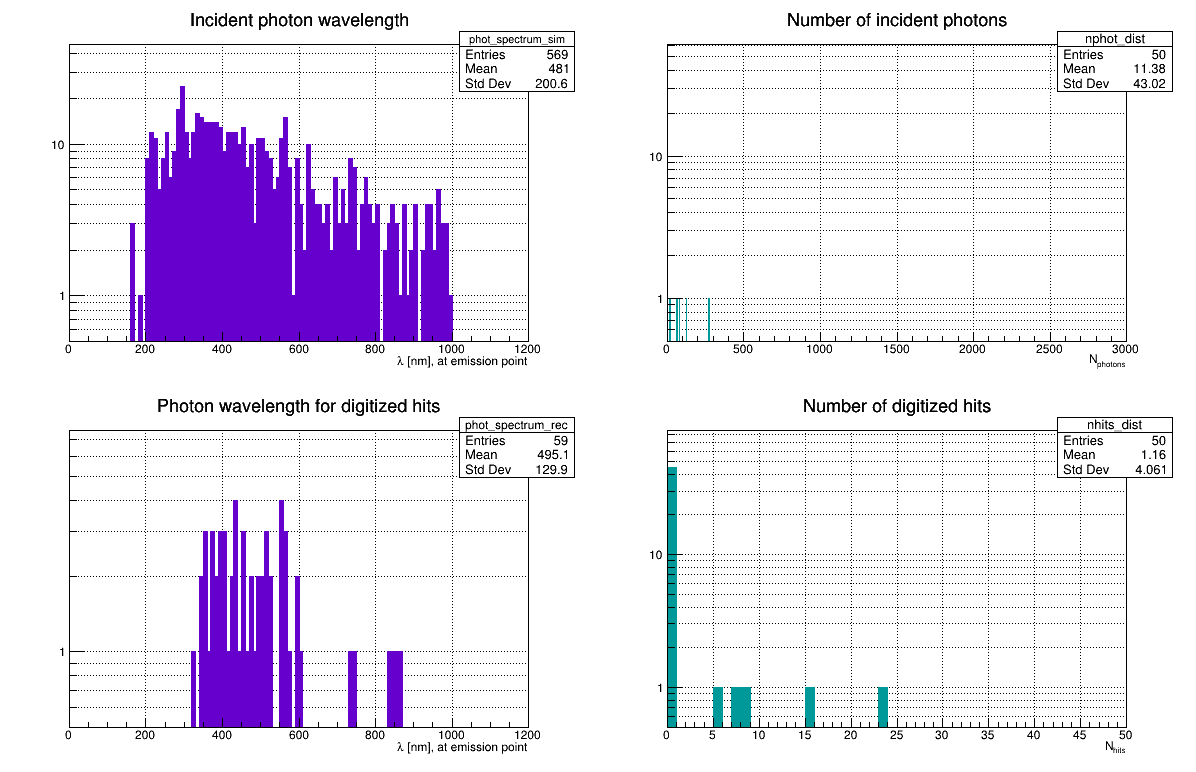 Incident photon wavelength
phot_spectrum_sim
Entries 569
Mean 481
Std Dev 200.6
10
1
0 200 400 600 800 1000 1200
λ [nm], at emission point
Number of incident photons
nphot_dist
Entries 50
Mean 11.38
Std Dev 43.02
10
1
0 500 1000 1500 2000 2500 3000
Nphotons
Photon wavelength for digitized hits
phot_spectrum_rec
Entries 59
Mean 495.1
Std Dev 129.9
1
0 200 400 600 800 1000 1200
λ [nm], at emission point
Number of digitized hits
nhits_dist
Entries 50
Mean 1.16
Std Dev 4.061
10
1
0 5 10 15 20 25 30 35 40 45 50
Nhits